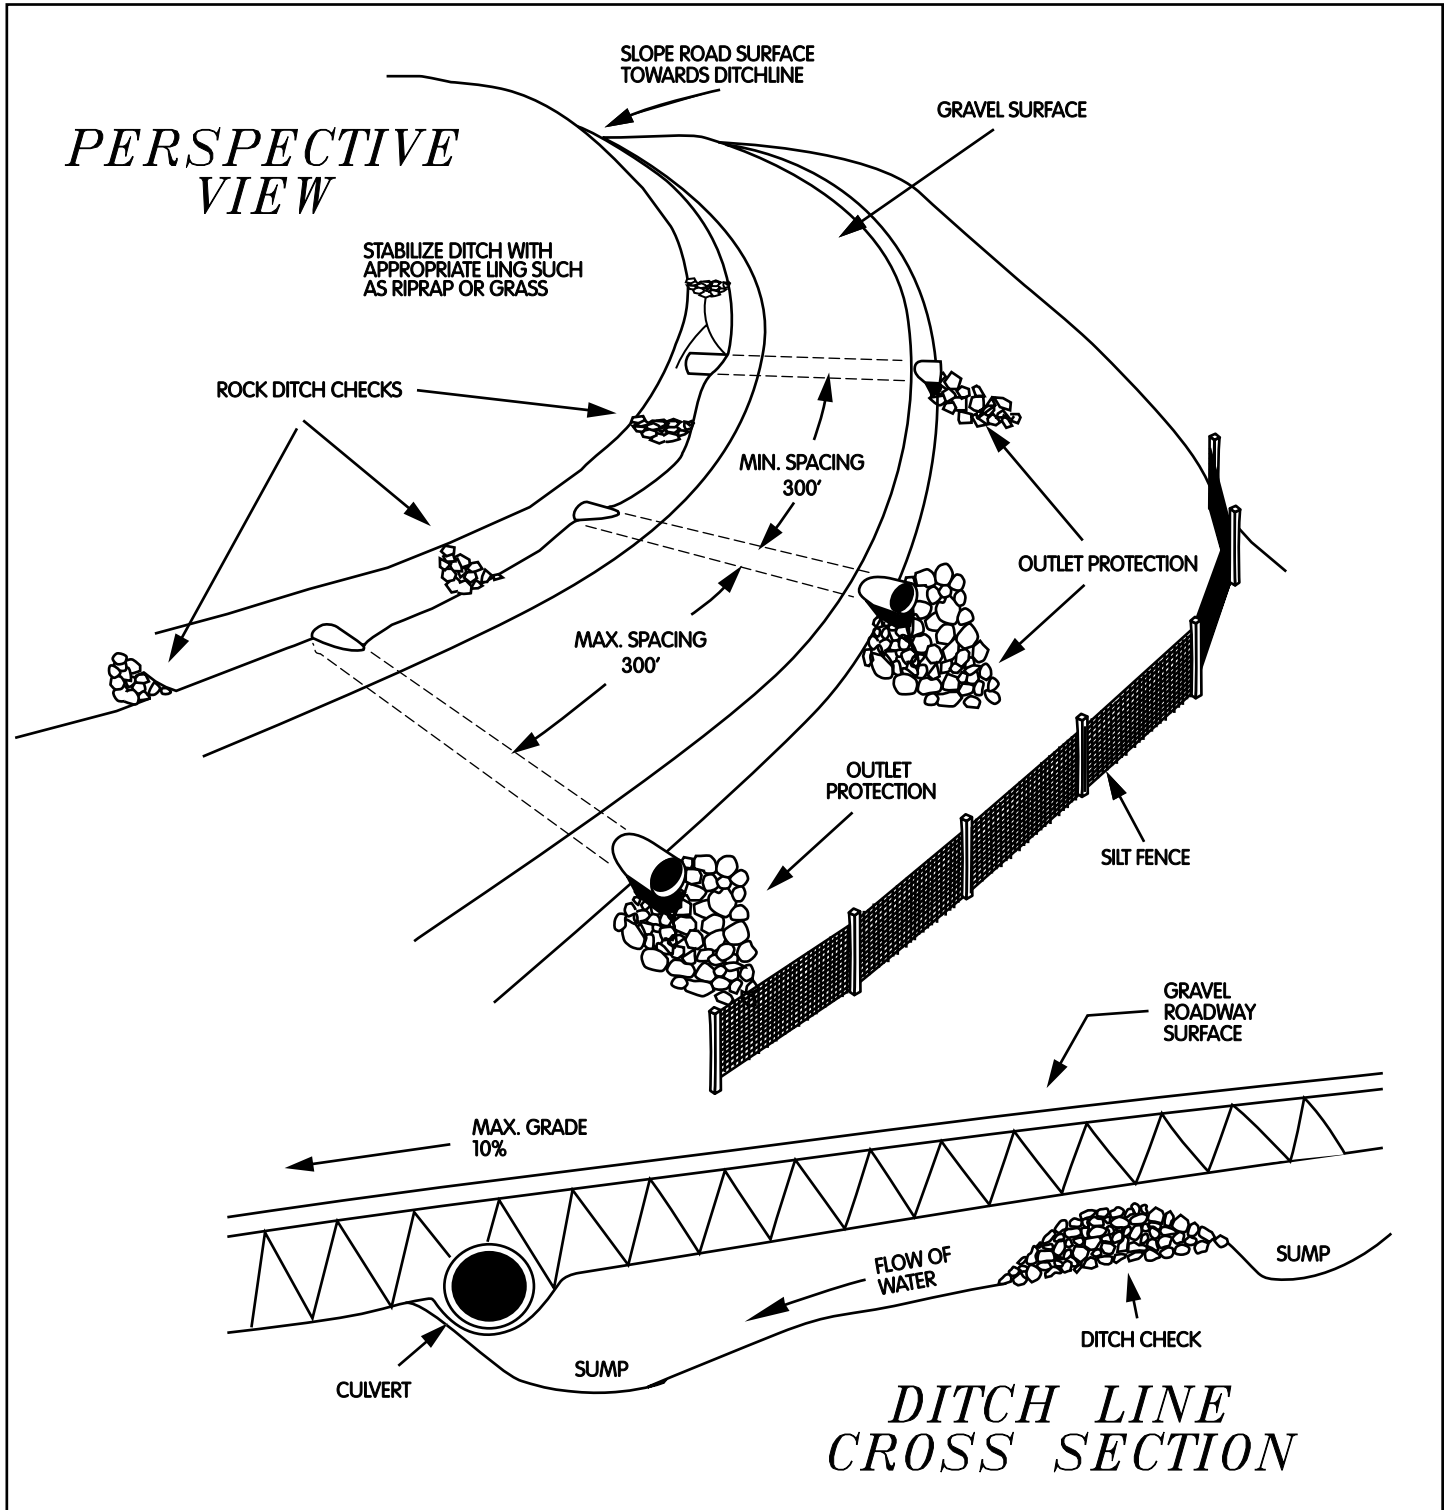 SLOPE ROAD SURFACE
TOWARDS DITCHLINE
GRAVEL SURFACE
PERSPECTIVE
VIEW
STABILIZE DITCH WITH
APPROPRIATE LING SUCH
AS RIPRAP OR GRASS
ROCK DITCH CHECKS
MIN. SPACING
300'
OUTLET PROTECTION
MAX. SPACING
300'
OUTLET
PROTECTION
SILT FENCE
GRAVEL
ROADWAY
SURFACE
MAX. GRADE
10%
FLOW OF
WATER
SUMP
DITCH CHECK
SUMP
CULVERT
DITCH LINE
CROSS SECTION